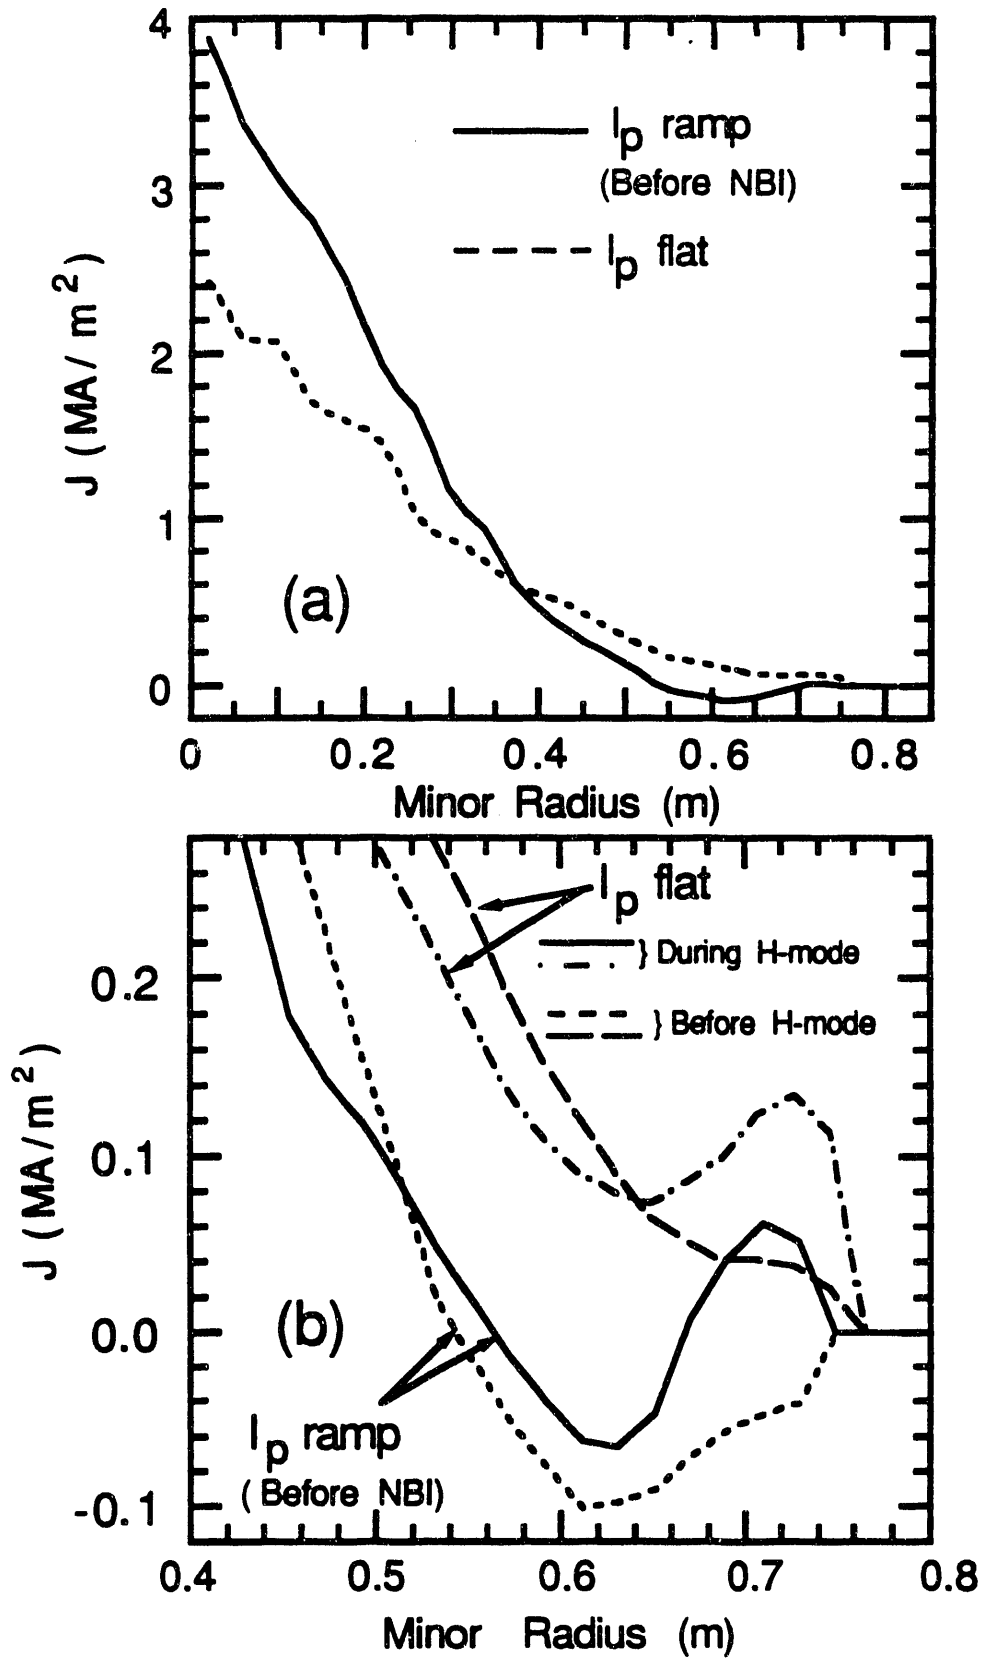 4
3
2
1
0
J (MA/ m²)
I_p ramp
(Before NBI)
I_p flat
(a)
0 0.2 0.4 0.6 0.8
Minor Radius (m)
0.2
0.1
0.0
-0.1
J (MA/m²)
I_p flat
} During H-mode
} Before H-mode
(b)
I_p ramp
( Before NBI)
0.4 0.5 0.6 0.7 0.8
Minor Radius (m)